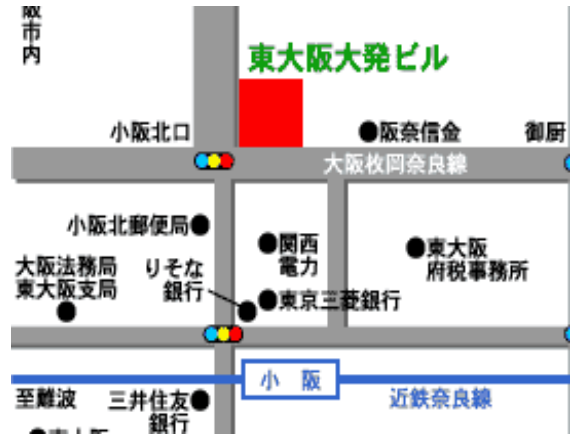 阪市内
東大阪大発ビル
小阪北口
阪奈信金
御厨
大阪枚岡奈良線
小阪北郵便局
関西
電力
東大阪
府税事務所
大阪法務局
東大阪支局
りそな
銀行
東京三菱銀行
小阪
至難波
三井住友
銀行
近鉄奈良線
東大阪